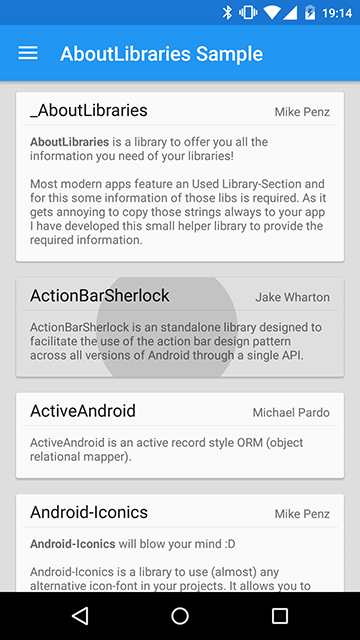 19:14
AboutLibraries Sample
_AboutLibraries
Mike Penz
AboutLibraries is a library to offer you all the
information you need of your libraries!
Most modern apps feature an Used Library-Section and
for this some information of those libs is required. As it
gets annoying to copy those strings always to your app
I have developed this small helper library to provide the
required information.
ActionBarSherlock
Jake Wharton
ActionBarSherlock is an standalone library designed to
facilitate the use of the action bar design pattern
across all versions of Android through a single API.
ActiveAndroid
Michael Pardo
ActiveAndroid is an active record style ORM (object
relational mapper).
Android-Iconics
Mike Penz
Android-Iconics will blow your mind :D
Android-Iconics is a library to use (almost) any
alternative icon-font in your projects. It allows you to